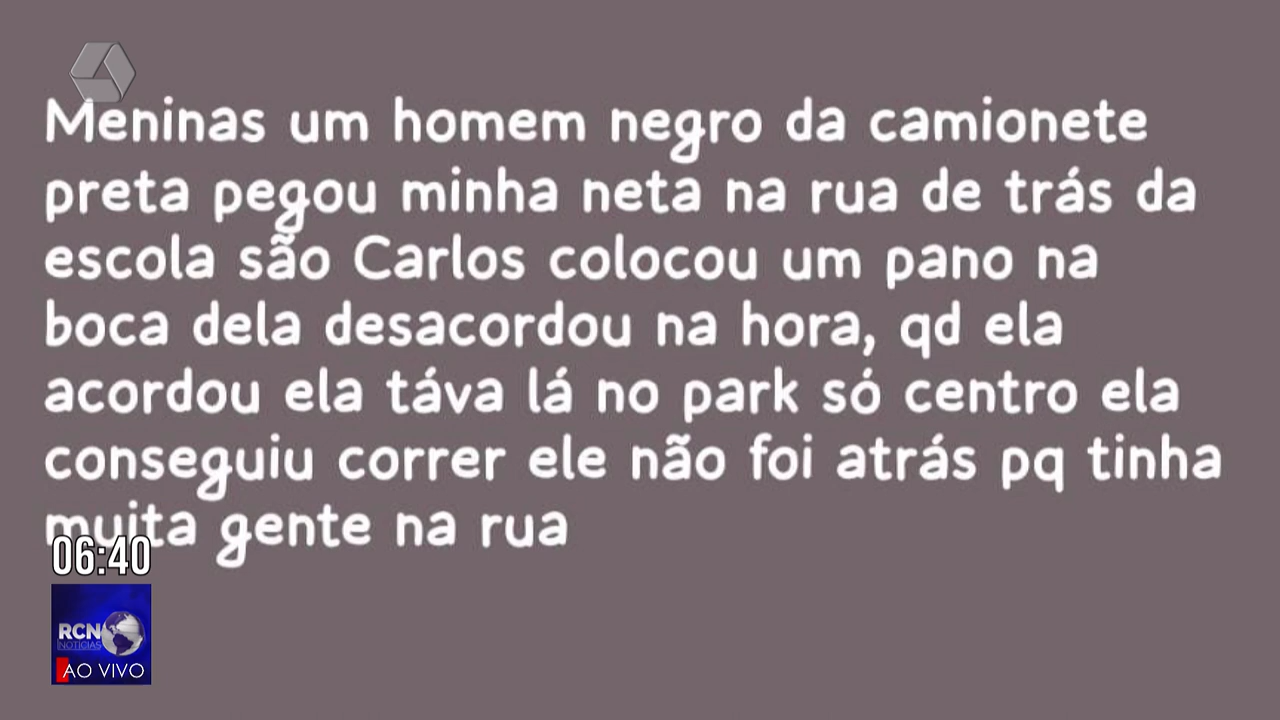 Meninas um homem negro da camionete
preta pegou minha neta na rua de trás da
escola são Carlos colocou um pano na
boca dela desacordou na hora, qd ela
acordou ela táva lá no park só centro ela
conseguiu correr ele não foi atrás pq tinha
muita gente na rua
06:40
RCN
NOTÍCIAS
AO VIVO